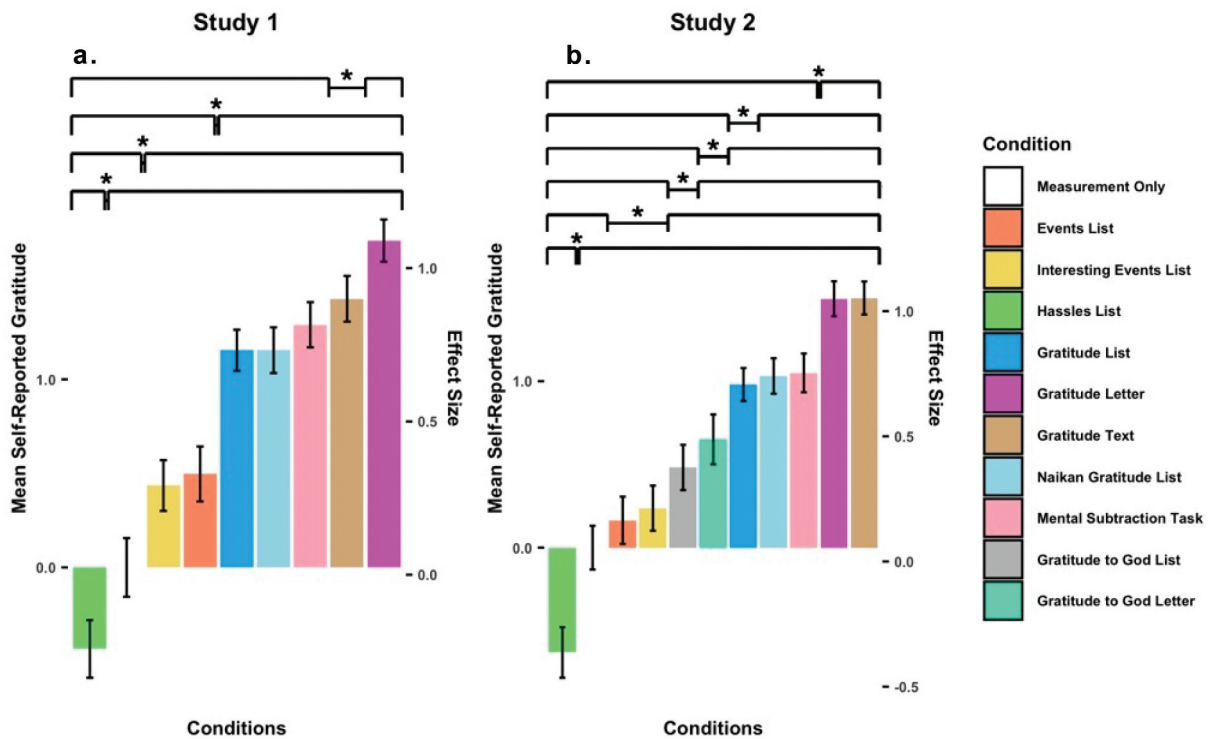 Study 1
Study 2
a.
b.
*
*
*
*
*
*
*
*
*
*
Mean Self-Reported Gratitude
1.0
0.0
1.0
0.5
0.0
Effect Size
Conditions
Mean Self-Reported Gratitude
1.0
0.0
1.0
0.5
0.0
-0.5
Effect Size
Conditions
Condition
Measurement Only
Events List
Interesting Events List
Hassles List
Gratitude List
Gratitude Letter
Gratitude Text
Naikan Gratitude List
Mental Subtraction Task
Gratitude to God List
Gratitude to God Letter